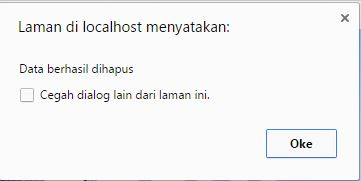 Laman di localhost menyatakan:
Data berhasil dihapus
Cegah dialog lain dari laman ini.
Oke